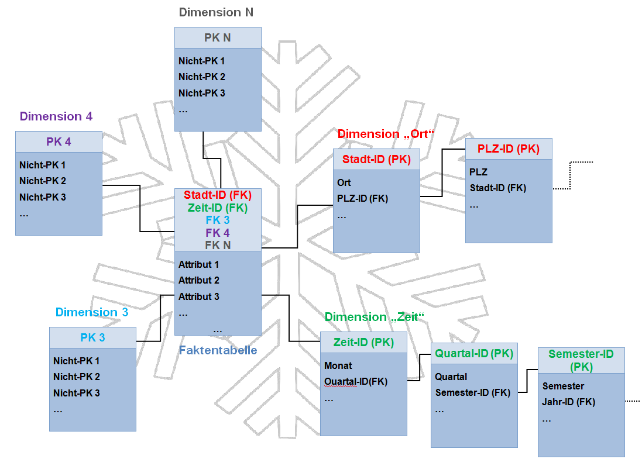 Dimension N
PK N
Nicht-PK 1
Nicht-PK 2
Nicht-PK 3
...
Dimension 4
PK 4
Nicht-PK 1
Nicht-PK 2
Nicht-PK 3
...
Stadt-ID (FK)
Zeit-ID (FK)
FK 3
FK 4
FK N
Attribut 1
Attribut 2
Attribut 3
...
...
Faktentabelle
Dimension „Ort“
Stadt-ID (PK)
Ort
PLZ-ID (FK)
...
PLZ-ID (PK)
PLZ
Stadt-ID (FK)
...
Dimension 3
PK 3
Nicht-PK 1
Nicht-PK 2
Nicht-PK 3
...
Dimension „Zeit“
Zeit-ID (PK)
Monat
Quartal-ID(FK)
...
Quartal-ID (PK)
Quartal
Semester-ID (FK)
...
Semester-ID
(PK)
Semester
Jahr-ID (FK)
...